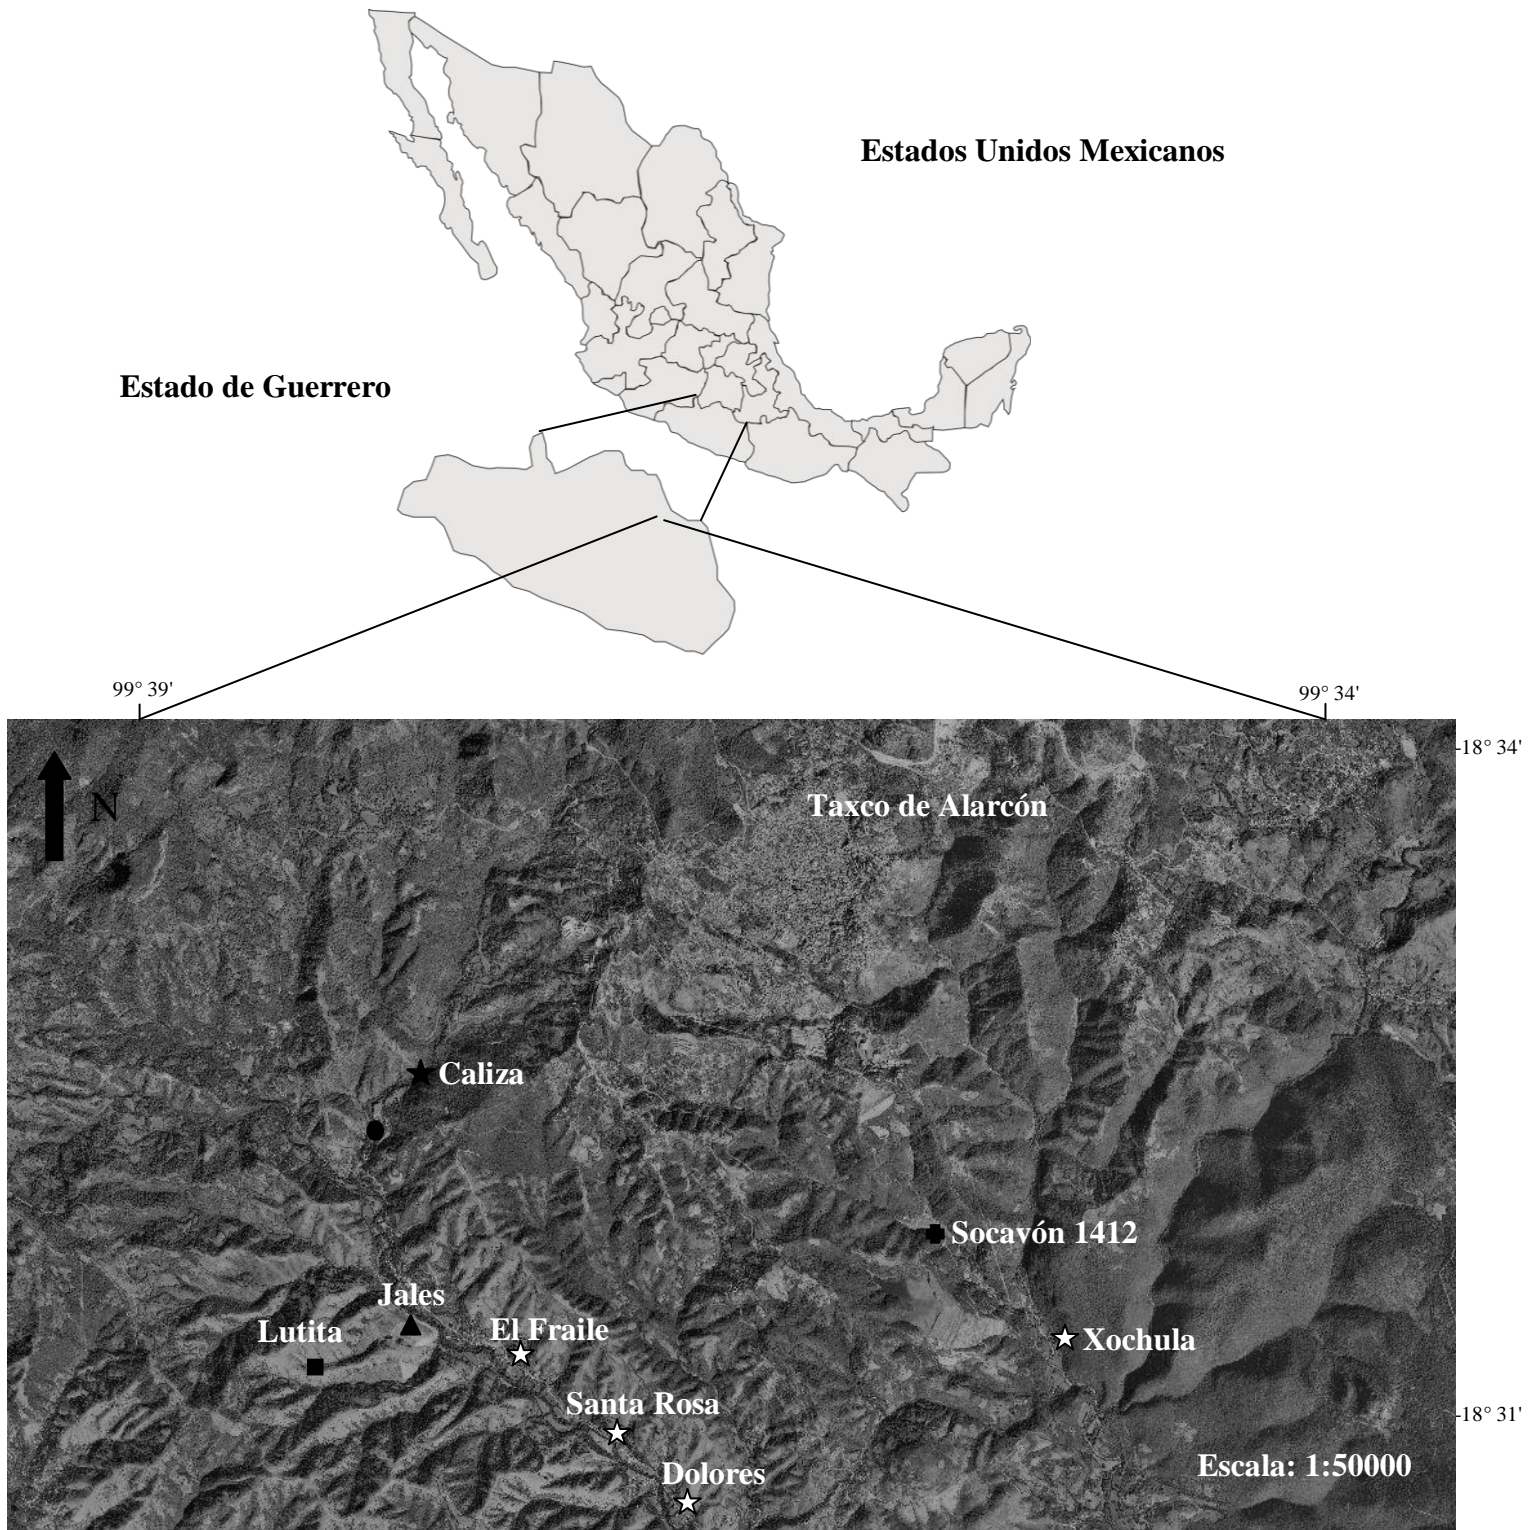 Estados Unidos Mexicanos
Estado de Guerrero
99° 39'
99° 34'
18° 34'
N
Taxco de Alarcón
Caliza
Socavón 1412
Jales
Lutita
El Fraile
Xochula
Santa Rosa
18° 31'
Escala: 1:50000
Dolores